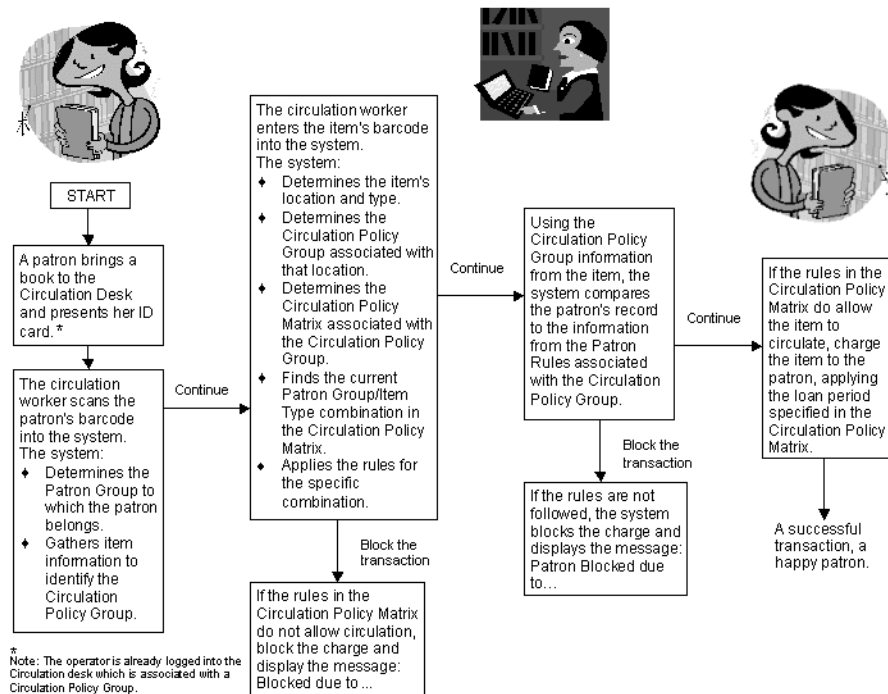 START
A patron brings a
book to the
Circulation Desk
and presents her ID
card.*
The circulation
worker scans the
patron's barcode
into the system.
The system:
♦ Determines the
Patron Group to
which the patron
belongs.
♦ Gathers item
information to
identify the
Circulation
Policy Group.
*
Note: The operator is already logged into the
Circulation desk which is associated with a
Circulation Policy Group.
Continue
The circulation worker
enters the item's barcode
into the system.
The system:
♦ Determines the item's
location and type.
♦ Determines the
Circulation Policy
Group associated with
that location.
♦ Determines the
Circulation Policy
Matrix associated with
the Circulation Policy
Group.
♦ Finds the current
Patron Group/Item
Type combination in
the Circulation Policy
Matrix.
♦ Applies the rules for
the specific
combination.
Block the
transaction
If the rules in the
Circulation Policy Matrix
do not allow circulation,
block the charge and
display the message:
Blocked due to ...
Continue
Using the
Circulation Policy
Group information
from the item, the
system compares
the patron's record
to the information
from the Patron
Rules associated
with the Circulation
Policy Group.
Block the
transaction
If the rules are not
followed, the system
blocks the charge and
displays the message:
Patron Blocked due
to...
Continue
If the rules in the
Circulation Policy
Matrix do allow
the item to
circulate, charge
the item to the
patron, applying
the loan period
specified in the
Circulation Policy
Matrix.
A successful
transaction, a
happy patron.